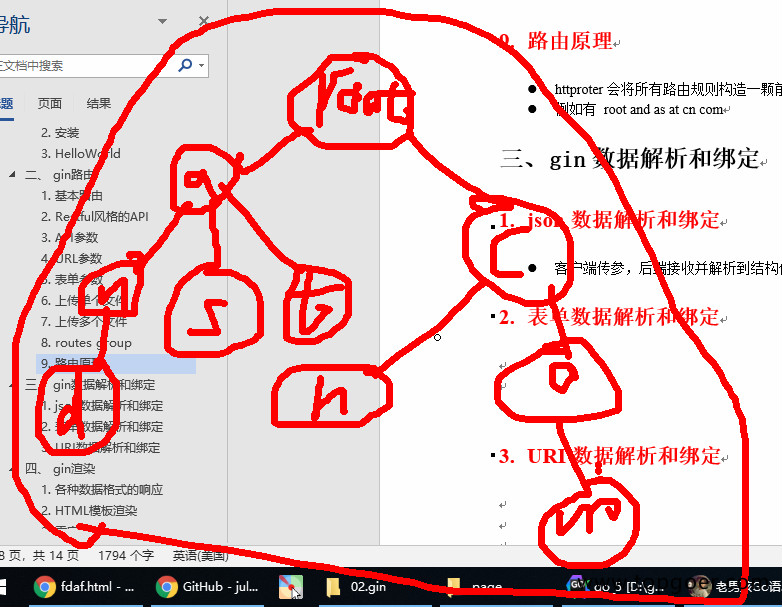 导航
文档中搜索
页面
结果
2. 安装
3. HelloWorld
二、 gin路由
1. 基本路由
2. Restful风格的API
3. API参数
4. URL参数
5. 表单参数
6. 上传单个文件
7. 上传多个文件
8. routes group
9. 路由原理
三、 gin数据解析和绑定
1. json数据解析和绑定
2. 表单数据解析和绑定
3. URI数据解析和绑定
四、 gin渲染
1. 各种数据格式的响应
2. HTML模板渲染
9. 路由原理
httproter 会将所有路由规则构造一颗前
例如有 root and as at cn com
三、gin 数据解析和绑定
1. json 数据解析和绑定
客户端传参，后端接收并解析到结构
2. 表单数据解析和绑定
3. URI 数据解析和绑定
root
a
c
n
s
t
h
o
d
m
8 页，共 14 页
1794 个字
英语(美国)
fdaf.html - ...
GitHub - jul...
02.gin
page
do 3 [D:\g...
老男孩Go语